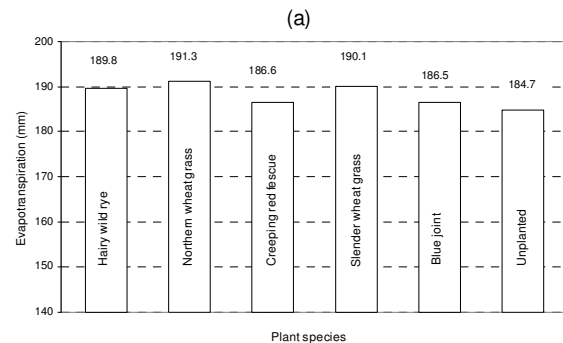 (a)
Evapotranspiration (mm)
200
190
180
170
160
150
140
189.8
191.3
186.6
190.1
186.5
184.7
Hairy wild rye
Northern wheat grass
Creeping red fescue
Slender wheat grass
Blue joint
Unplanted
Plant species